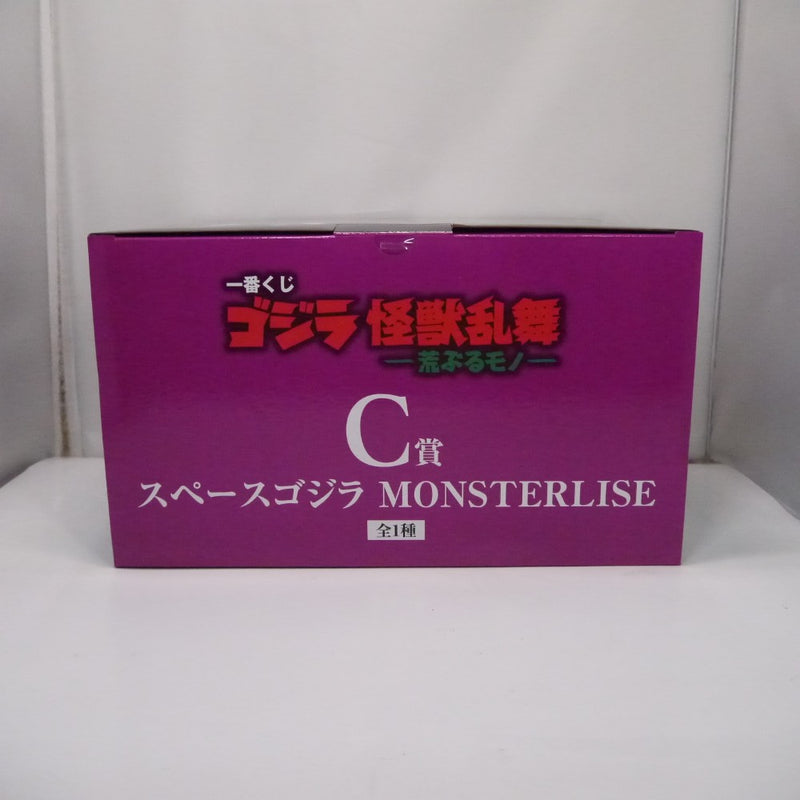 一番くじ
ゴジラ 怪獣乱舞
―荒ぶるモノ―
C賞
スペースゴジラ MONSTERLISE
全1種